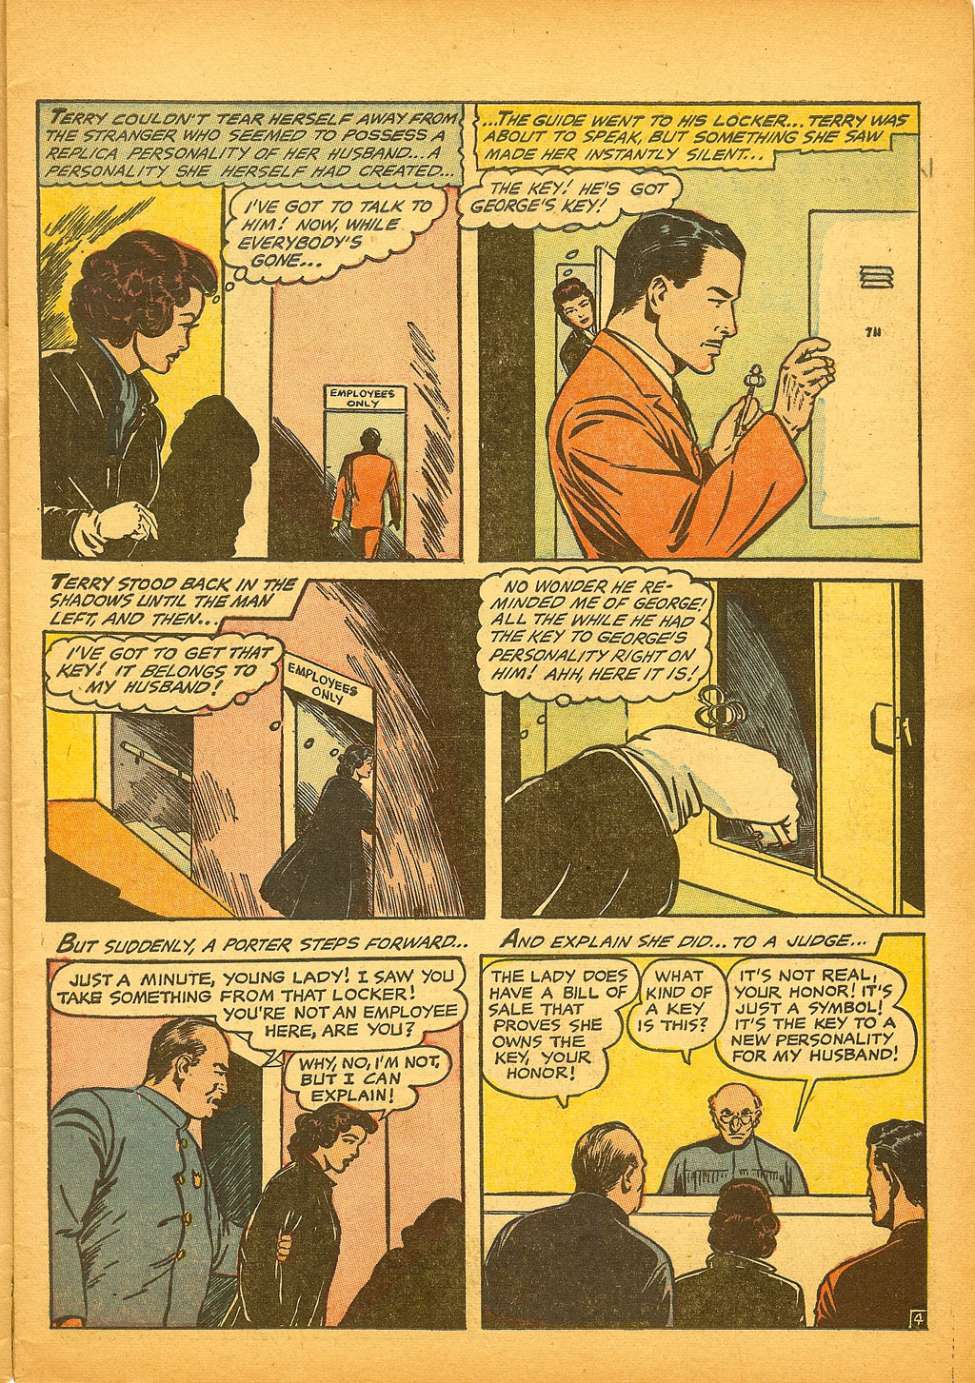 TERRY COULDN'T TEAR HERSELF AWAY FROM
THE STRANGER WHO SEEMED TO POSSESS A
REPLICA PERSONALITY OF HER HUSBAND... A
PERSONALITY SHE HERSELF HAD CREATED...
I'VE GOT TO TALK TO
HIM! NOW, WHILE
EVERYBODY'S
GONE...
EMPLOYEES
ONLY
...THE GUIDE WENT TO HIS LOCKER... TERRY WAS
ABOUT TO SPEAK, BUT SOMETHING SHE SAW
MADE HER INSTANTLY SILENT...
THE KEY! HE'S GOT
GEORGE'S KEY!
TERRY STOOD BACK IN THE
SHADOWS UNTIL THE MAN
LEFT, AND THEN...
I'VE GOT TO GET THAT
KEY! IT BELONGS TO
MY HUSBAND!
EMPLOYEES
ONLY
NO WONDER HE RE-
MINDED ME OF GEORGE!
ALL THE WHILE HE HAD
THE KEY TO GEORGE'S
PERSONALITY RIGHT ON
HIM! AHH, HERE IT IS!
BUT SUDDENLY, A PORTER STEPS FORWARD...
JUST A MINUTE, YOUNG LADY! I SAW YOU
TAKE SOMETHING FROM THAT LOCKER!
YOU'RE NOT AN EMPLOYEE
HERE, ARE YOU?
WHY, NO, I'M NOT,
BUT I CAN
EXPLAIN!
AND EXPLAIN SHE DID... TO A JUDGE...
THE LADY DOES
HAVE A BILL OF
SALE THAT
PROVES SHE
OWNS THE
KEY, YOUR
HONOR!
WHAT
KIND OF
A KEY
IS THIS?
IT'S NOT REAL,
YOUR HONOR! IT'S
JUST A SYMBOL!
IT'S THE KEY TO A
NEW PERSONALITY
FOR MY HUSBAND!
4